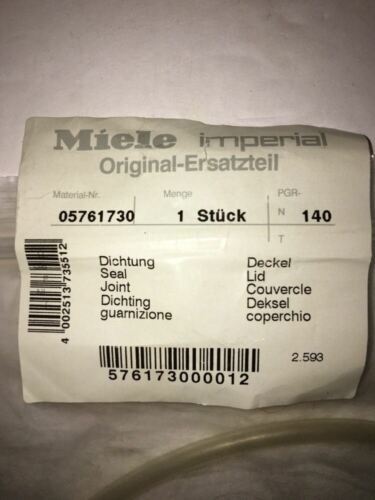 Miele imperial
Original-Ersatzteil
Material-Nr. Menge PGR-
05761730 1 Stück N 140
T
Dichtung Deckel
Seal Lid
Joint Couvercle
Dichting Deksel
guarnizione coperchio
4 002513 735512
576173000012
2.593